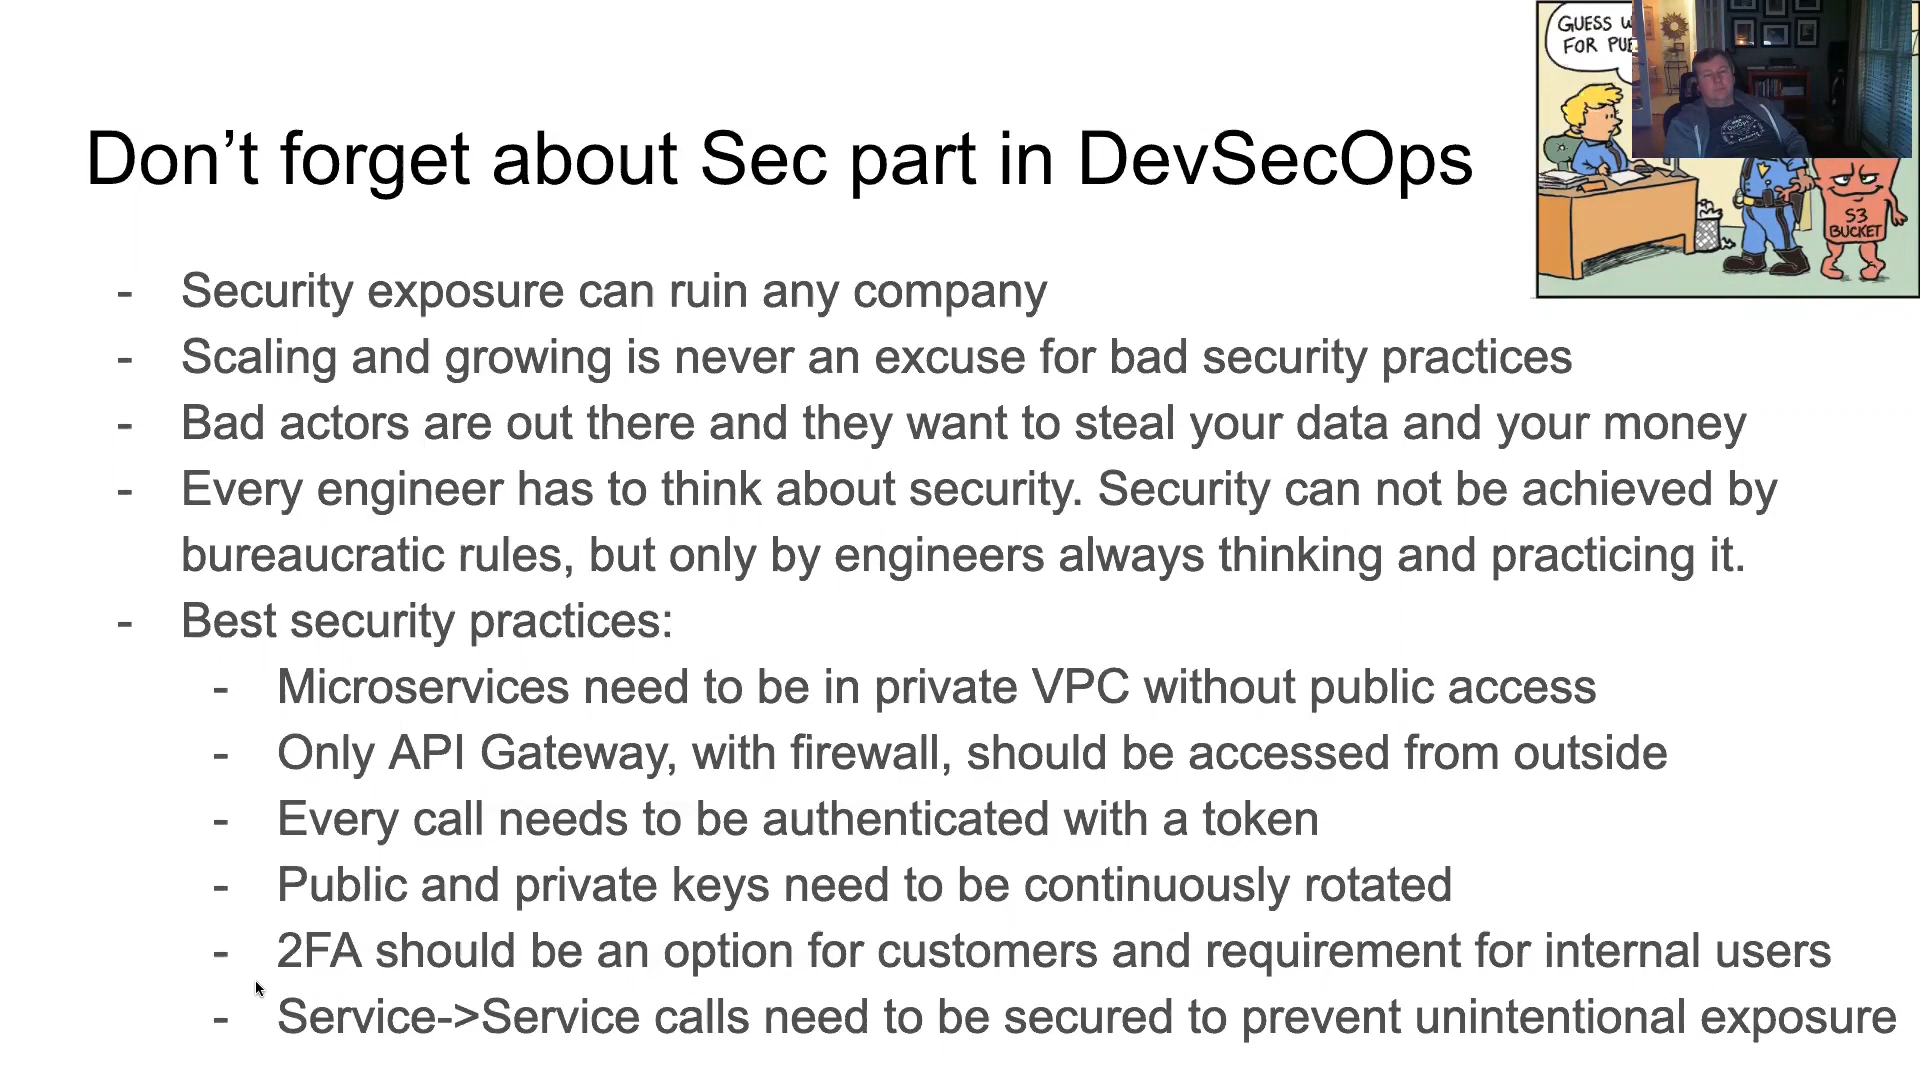 GUESS
FOR
Don’t forget about Sec part in DevSecOps
S3
BUCKET
- Security exposure can ruin any company
- Scaling and growing is never an excuse for bad security practices
- Bad actors are out there and they want to steal your data and your money
- Every engineer has to think about security. Security can not be achieved by
bureaucratic rules, but only by engineers always thinking and practicing it.
- Best security practices:
- Microservices need to be in private VPC without public access
- Only API Gateway, with firewall, should be accessed from outside
- Every call needs to be authenticated with a token
- Public and private keys need to be continuously rotated
- 2FA should be an option for customers and requirement for internal users
- Service->Service calls need to be secured to prevent unintentional exposure